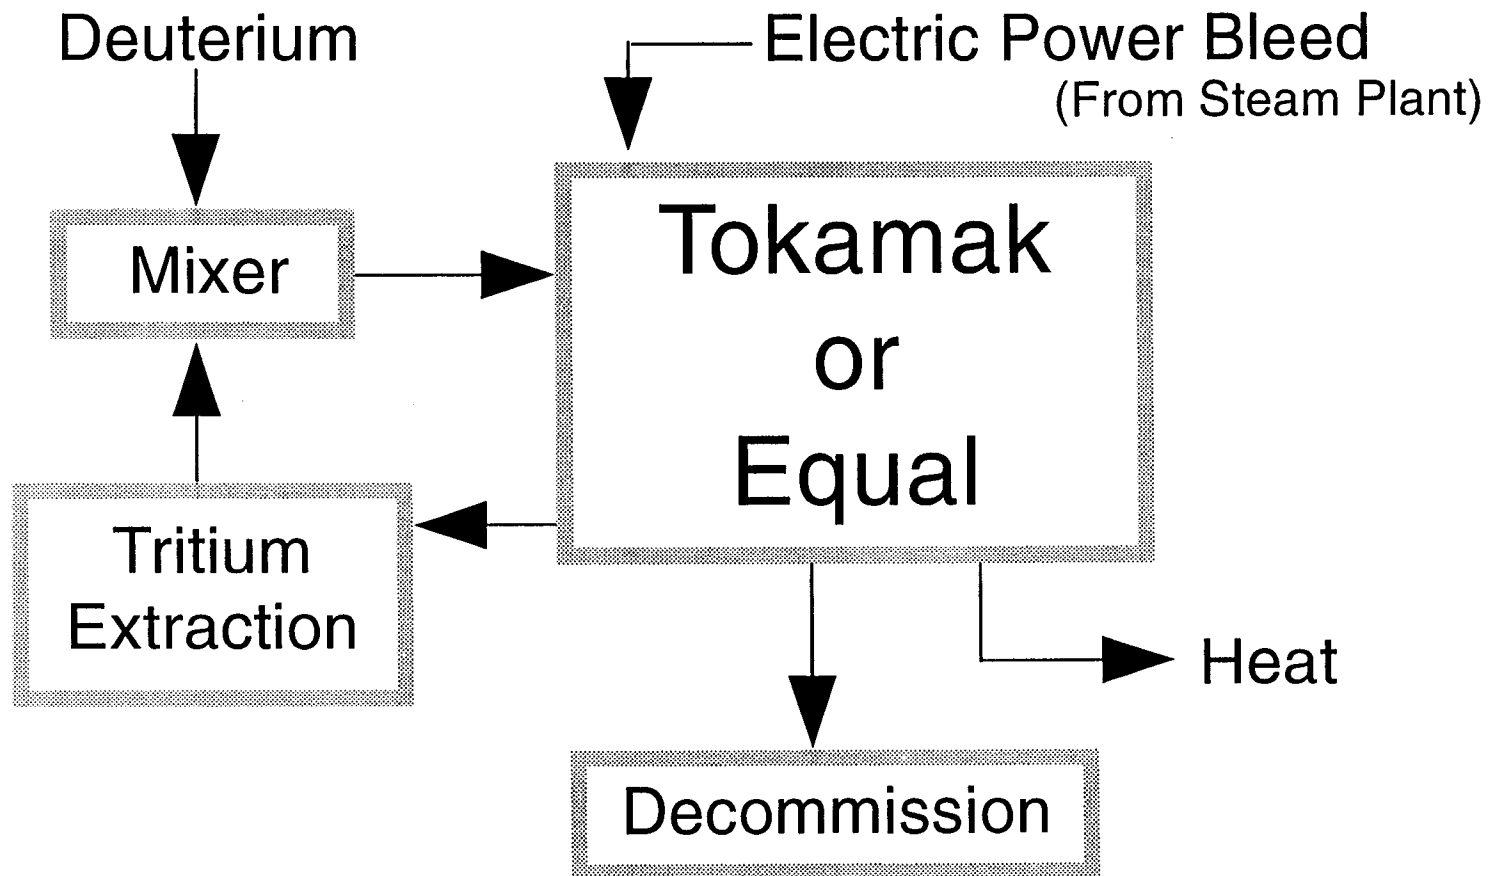 Deuterium
Electric Power Bleed
(From Steam Plant)
Mixer
Tokamak
or
Equal
Tritium
Extraction
Heat
Decommission